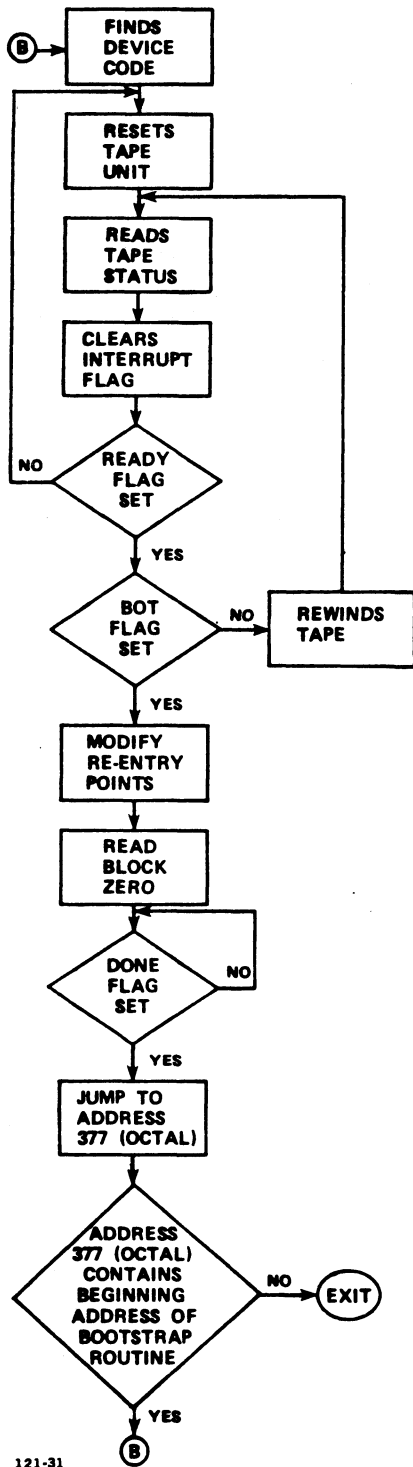 B
FINDS
DEVICE
CODE
RESETS
TAPE
UNIT
READS
TAPE
STATUS
CLEARS
INTERRUPT
FLAG
READY
FLAG
SET
NO
YES
BOT
FLAG
SET
NO
REWINDS
TAPE
YES
MODIFY
RE-ENTRY
POINTS
READ
BLOCK
ZERO
DONE
FLAG
SET
NO
YES
JUMP TO
ADDRESS
377 (OCTAL)
ADDRESS
377 (OCTAL)
CONTAINS
BEGINNING
ADDRESS OF
BOOTSTRAP
ROUTINE
NO
EXIT
YES
B
121-31